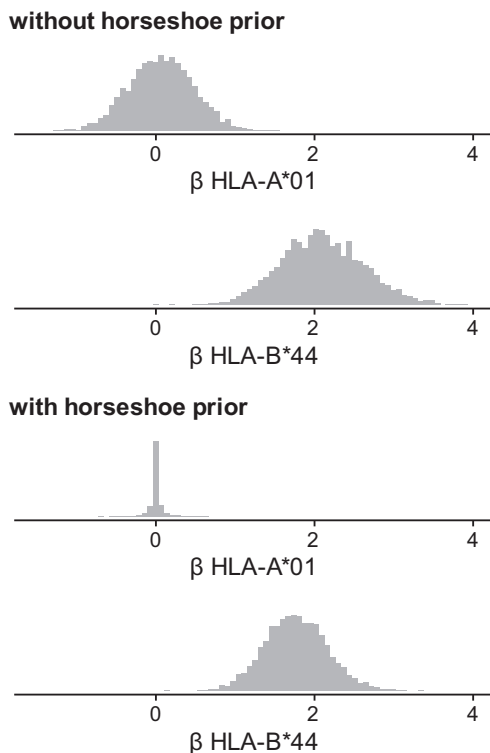 without horseshoe prior
0 2 4
β HLA-A*01
0 2 4
β HLA-B*44
with horseshoe prior
0 2 4
β HLA-A*01
0 2 4
β HLA-B*44